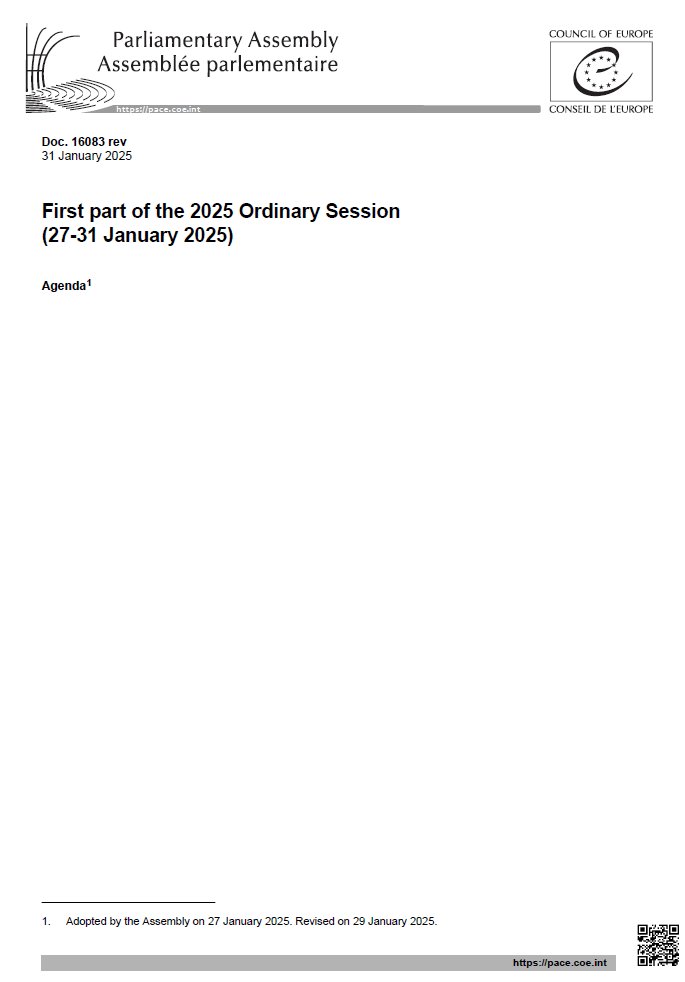 Parliamentary Assembly
Assemblée parlementaire
https://pace.coe.int
COUNCIL OF EUROPE
CONSEIL DE L'EUROPE
Doc. 16083 rev
31 January 2025
First part of the 2025 Ordinary Session
(27-31 January 2025)
Agenda1
1. Adopted by the Assembly on 27 January 2025. Revised on 29 January 2025.
https://pace.coe.int